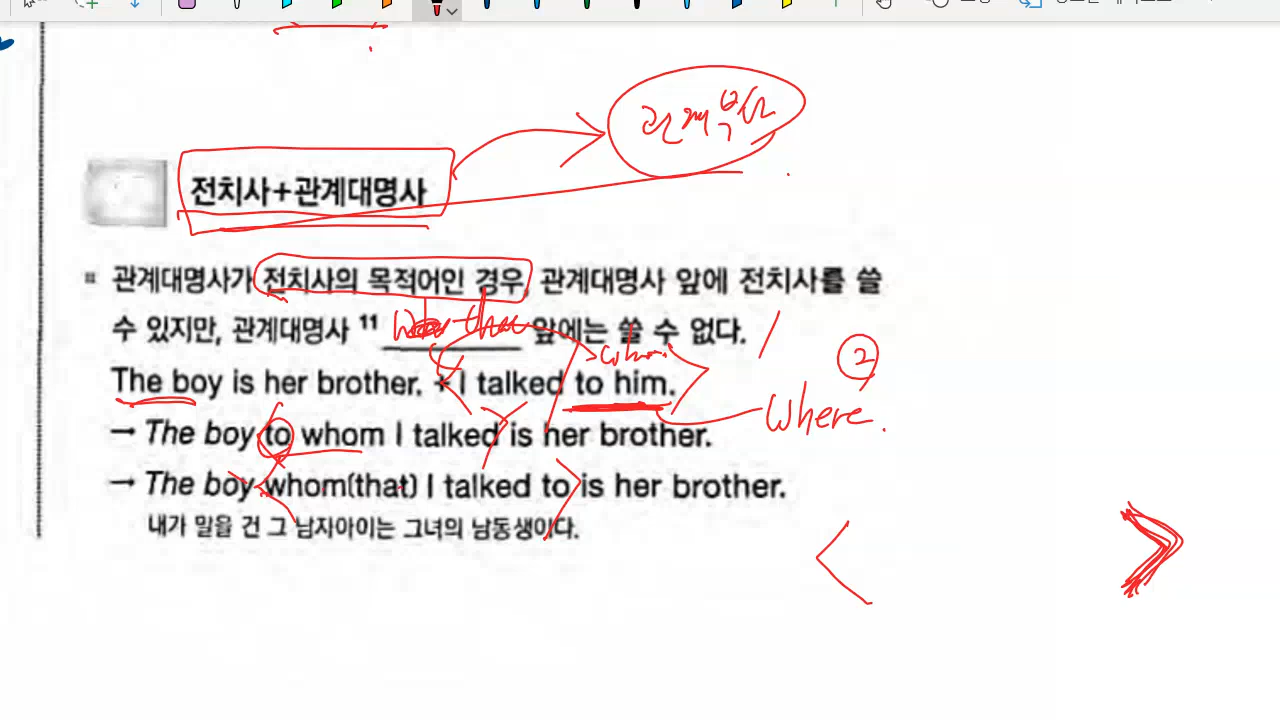 관계부사
전치사+관계대명사
관계대명사가 전치사의 목적어인 경우, 관계대명사 앞에 전치사를 쓸
수 있지만, 관계대명사 11 앞에는 쓸 수 없다.
whom
The boy is her brother. + I talked to him.
②
where.
→ The boy to whom I talked is her brother.
→ The boy whom(that) I talked to is her brother.
내가 말을 건 그 남자아이는 그녀의 남동생이다.